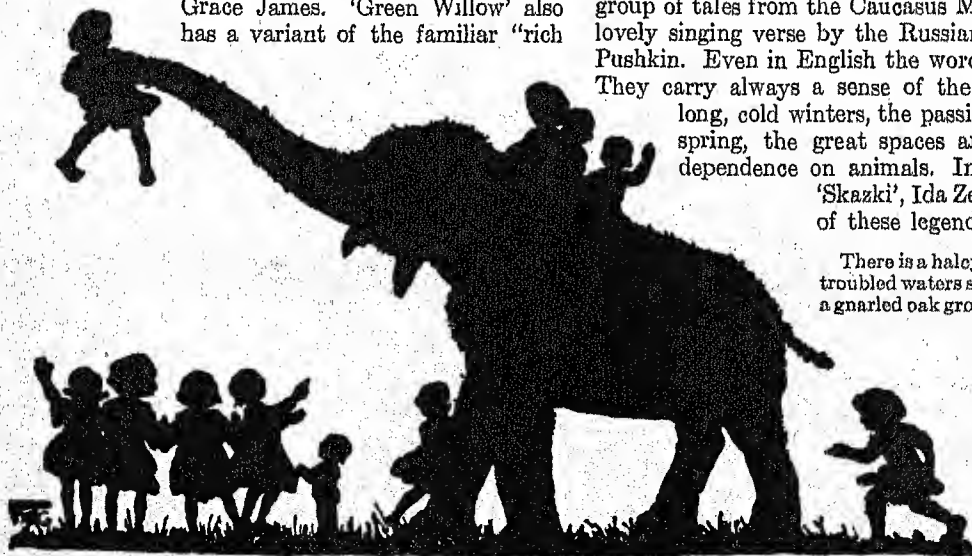 Grace James. 'Green Willow' also
has a variant of the familiar "rich
group of tales from the Caucasus M
lovely singing verse by the Russian
Pushkin. Even in English the word
They carry always a sense of the
long, cold winters, the passi
spring, the great spaces a
dependence on animals. In
'Skazki', Ida Ze
of these legend
There is a halc
troubled waters s
a gnarled oak gro